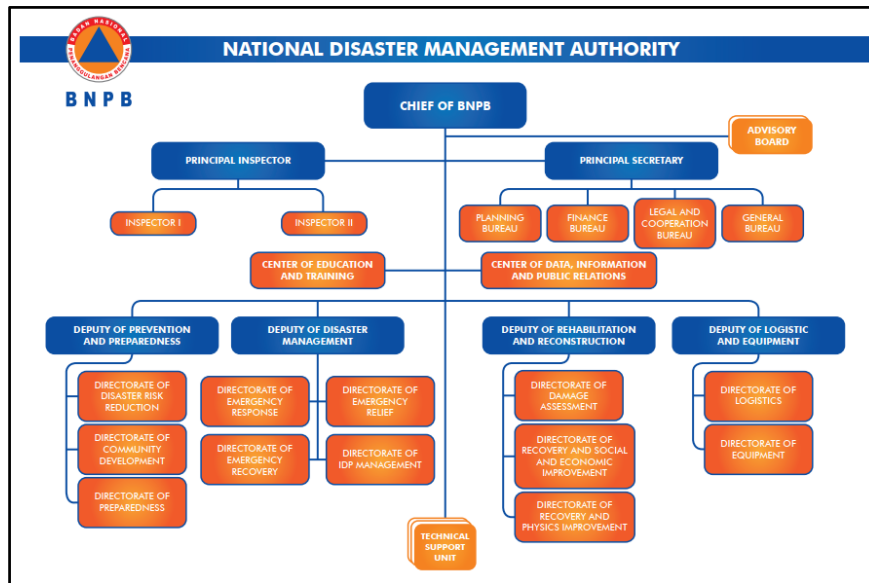 BADAN NASIONAL
PENANGGULANGAN BENCANA
BNPB
NATIONAL DISASTER MANAGEMENT AUTHORITY
CHIEF OF BNPB
ADVISORY
BOARD
PRINCIPAL INSPECTOR
PRINCIPAL SECRETARY
INSPECTOR I
INSPECTOR II
PLANNING
BUREAU
FINANCE
BUREAU
LEGAL AND
COOPERATION
BUREAU
GENERAL
BUREAU
CENTER OF EDUCATION
AND TRAINING
CENTER OF DATA, INFORMATION
AND PUBLIC RELATIONS
DEPUTY OF PREVENTION
AND PREPAREDNESS
DEPUTY OF DISASTER
MANAGEMENT
DEPUTY OF REHABILITATION
AND RECONSTRUCTION
DEPUTY OF LOGISTIC
AND EQUIPMENT
DIRECTORATE OF
DISASTER RISK
REDUCTION
DIRECTORATE OF
COMMUNITY
DEVELOPMENT
DIRECTORATE OF
PREPAREDNESS
DIRECTORATE OF
EMERGENCY
RESPONSE
DIRECTORATE OF
EMERGENCY
RELIEF
DIRECTORATE OF
EMERGENCY
RECOVERY
DIRECTORATE OF
IDP MANAGEMENT
DIRECTORATE OF
DAMAGE
ASSESSMENT
DIRECTORATE OF
RECOVERY AND SOCIAL
AND ECONOMIC
IMPROVEMENT
DIRECTORATE OF
RECOVERY AND
PHYSICS IMPROVEMENT
DIRECTORATE OF
LOGISTICS
DIRECTORATE OF
EQUIPMENT
TECHNICAL
SUPPORT
UNIT